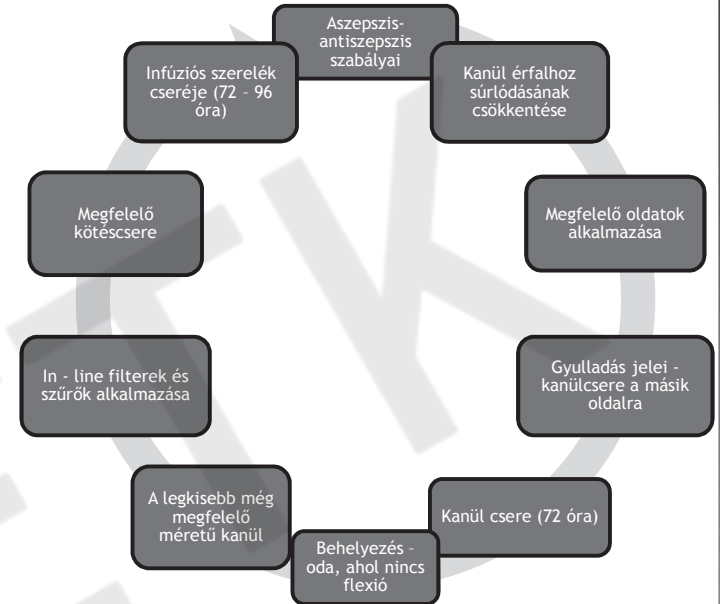 Aszepszis-
antiszepszis
szabályai
Kanül érfalhoz
súrlódásának
csökkentése
Megfelelő oldatok
alkalmazása
Gyulladás jelei -
kanülcsere a másik
oldalra
Kanül csere (72 óra)
Behelyezés –
oda, ahol nincs
flexió
A legkisebb még
megfelelő
méretű kanül
In - line filterek és
szűrők alkalmazása
Megfelelő
kötéscsere
Infúziós szerelék
cseréje (72 – 96
óra)